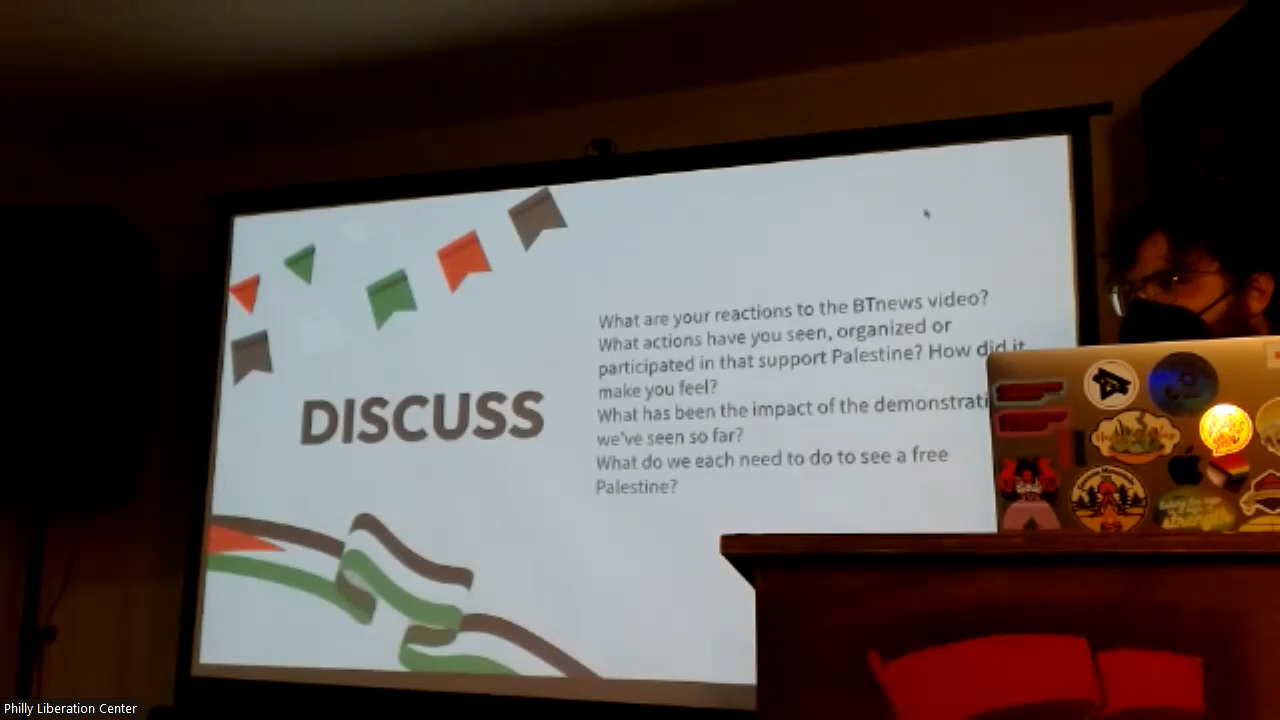 DISCUSS
What are your reactions to the BTnews video?
What actions have you seen, organized or
participated in that support Palestine? How did it
make you feel?
What has been the impact of the
we've seen so far?
What do we each need to do to see a free
Palestine?
Philly Liberation Center